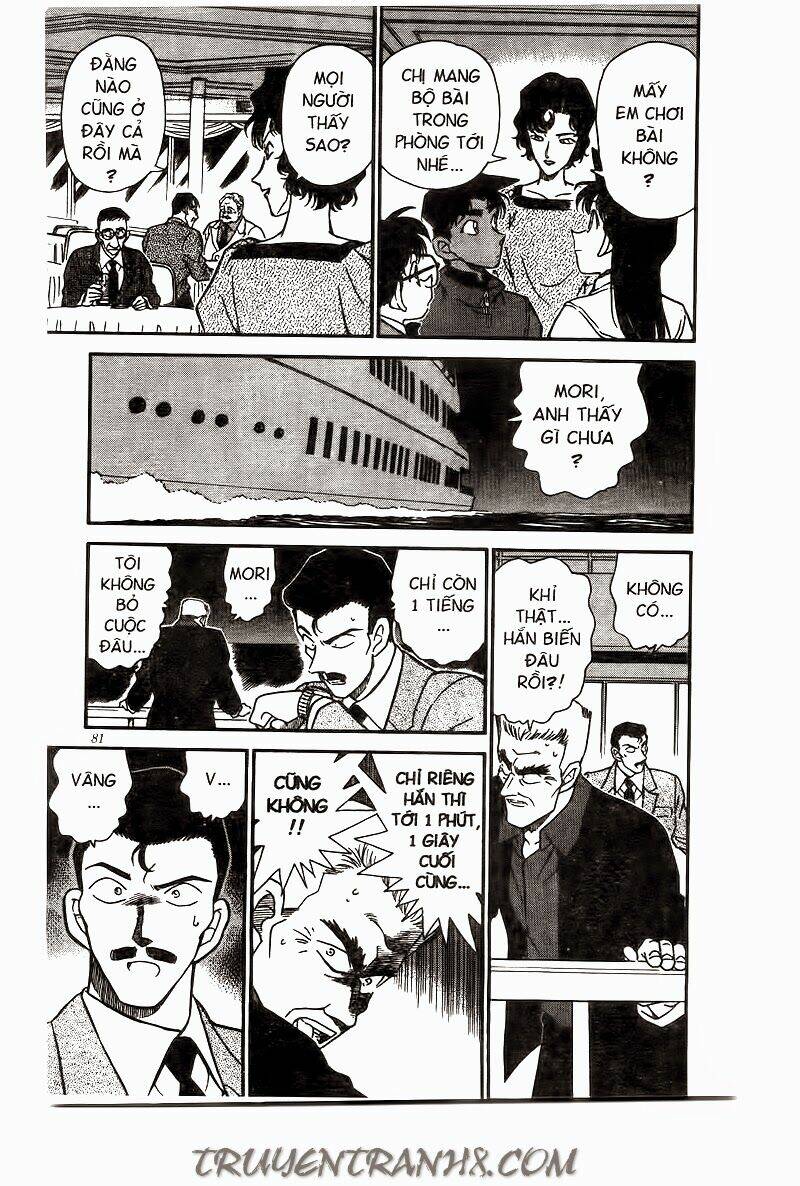 MẤY
EM CHƠI
BÀI
KHÔNG
?
CHỊ MANG
BỘ BÀI
TRONG
PHÒNG TỚI
NHÉ...
MỌI
NGƯỜI
THẤY
SAO?
ĐẰNG
NÀO
CŨNG Ở
ĐÂY CẢ
RỒI MÀ
?
MORI,
ANH THẤY
GÌ CHƯA
?
KHÔNG
CÓ...
KHỈ
THẬT...
HẮN BIẾN
ĐÂU
RỒI?!
CHỈ CÒN
1 TIẾNG
...
MORI
...
TÔI
KHÔNG
BỎ
CUỘC
ĐÂU...
81
CHỈ RIÊNG
HẮN THÌ
TỚI 1 PHÚT,
1 GIÂY
CUỐI
CÙNG...
CŨNG
KHÔNG
!!
V...
VÂNG
...
TRUYENTRANH8.COM